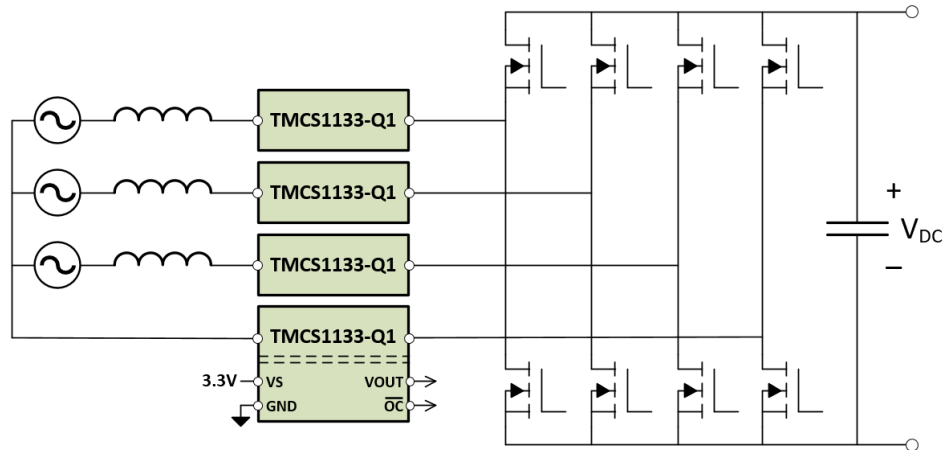 TMCS1133-Q1
TMCS1133-Q1
TMCS1133-Q1
TMCS1133-Q1
3.3V VS VOUT
GND OC
+
VDC
−